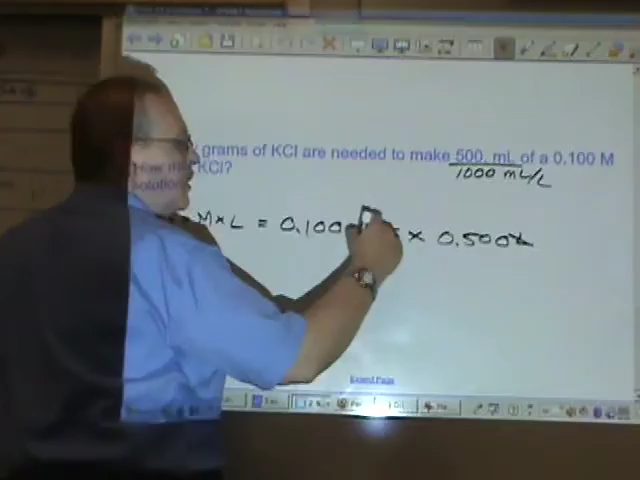 grams of KCl are needed to make 500. mL of a 0.100 M
How m KCl?
solution
1000 mL/L
M × L = 0.100 × 0.500 L